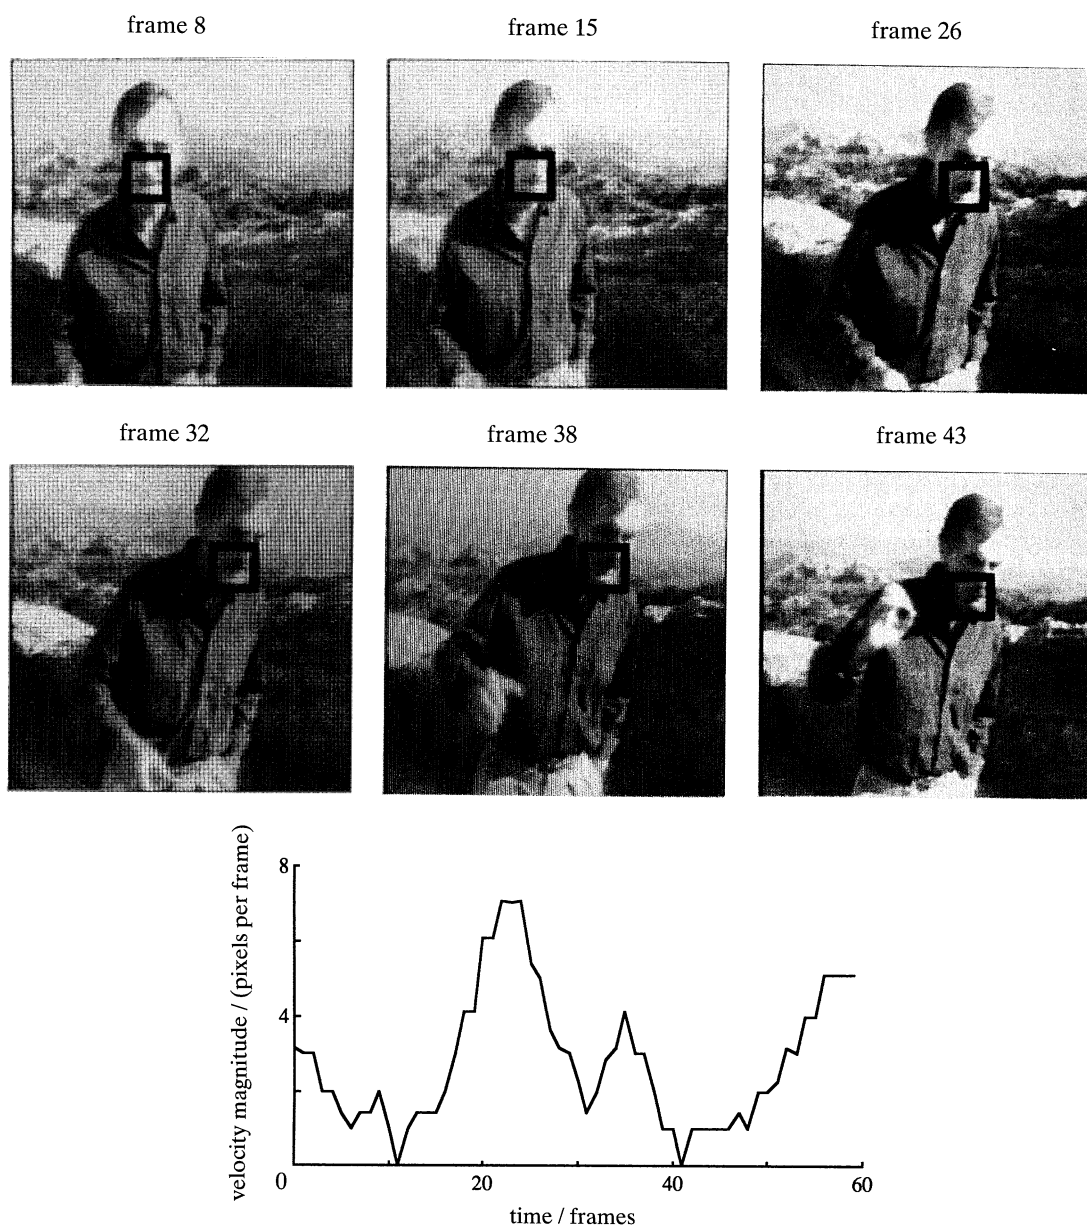 frame 8
frame 15
frame 26
frame 32
frame 38
frame 43
velocity magnitude / (pixels per frame)
8
4
0
20
40
60
time / frames